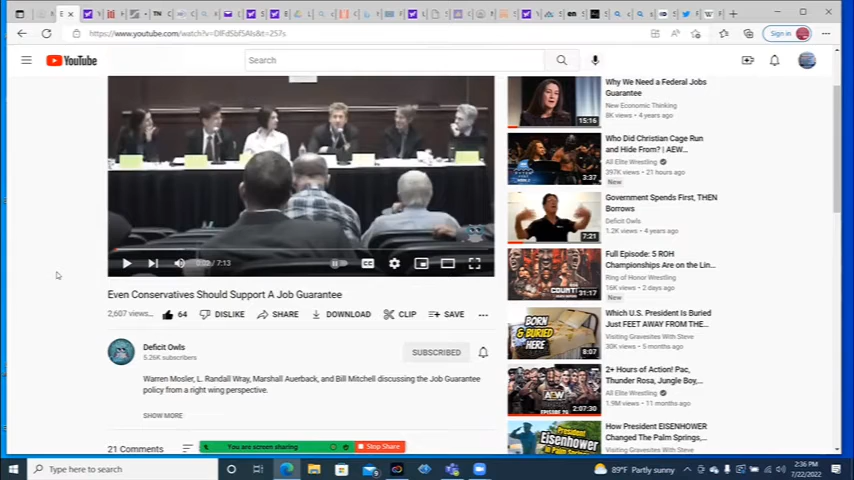 https://www.youtube.com/watch?v=
Sign in
YouTube
Search
0:02 / 7:13
Even Conservatives Should Support A Job Guarantee
2,607 views...
64
DISLIKE
SHARE
DOWNLOAD
CLIP
SAVE
...
Deficit Owls
5.26K subscribers
SUBSCRIBED
Warren Mosler, L. Randall Wray, Marshall Auerback, and Bill Mitchell discussing the Job Guarantee
policy from a right wing perspective.
SHOW MORE
21 Comments
Why We Need a Federal Jobs
Guarantee
New Economic Thinking
8K views • 4 years ago
15:16
Who Did Christian Cage Run
and Hide From? | AEW...
All Elite Wrestling
397K views • 21 hours ago
New
3:37
Government Spends First, THEN
Borrows
Deficit Owls
1.2K views • 4 years ago
7:21
Full Episode: 5 ROH
Championships Are on the Lin...
Ring of Honor Wrestling
16K views • 2 days ago
New
31:17
Which U.S. President Is Buried
Just FEET AWAY FROM THE...
Visiting Gravesites With Steve
30K views • 5 months ago
BORN
& BURIED
HERE
8:07
2+ Hours of Action! Pac,
Thunder Rosa, Jungle Boy,...
All Elite Wrestling
1.9M views • 11 months ago
AEW
2:07:30
How President EISENHOWER
Changed The Palm Springs,...
Visiting Gravesites With Steve
PRESIDENT
Eisenhower
You are screen sharing
Stop Share
Type here to search
89°F Partly sunny
2:36 PM
7/22/2022